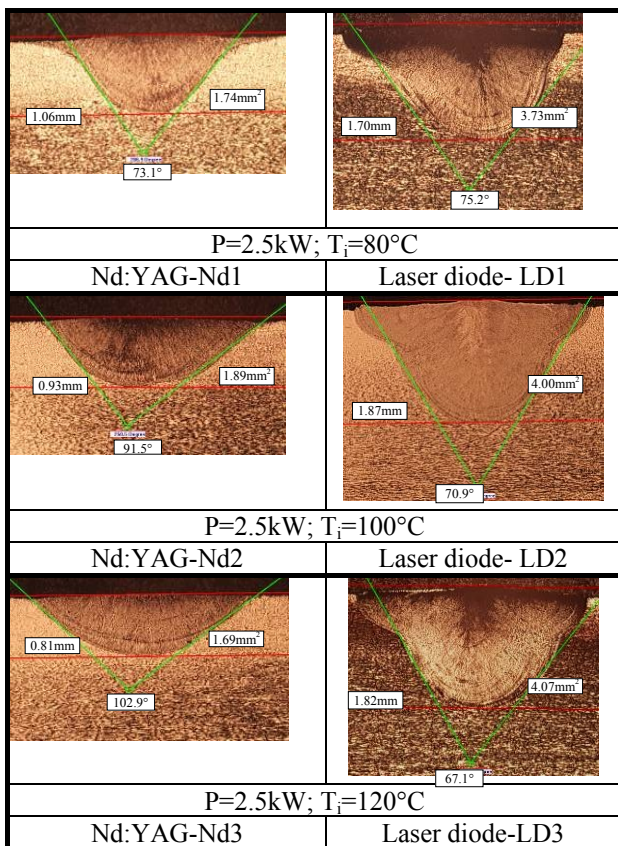 1.06mm
1.74mm²
73.1°
1.70mm
3.73mm²
75.2°
P=2.5kW; Tᵢ=80°C
Nd:YAG-Nd1
Laser diode- LD1
0.93mm
1.89mm²
91.5°
1.87mm
4.00mm²
70.9°
P=2.5kW; Tᵢ=100°C
Nd:YAG-Nd2
Laser diode- LD2
0.81mm
1.69mm²
102.9°
1.82mm
4.07mm²
67.1°
P=2.5kW; Tᵢ=120°C
Nd:YAG-Nd3
Laser diode-LD3